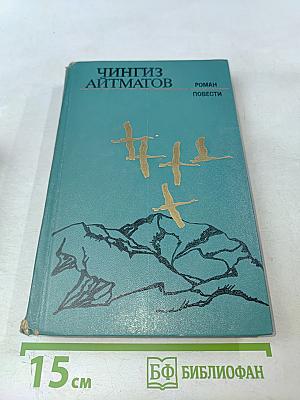 ЧИНГИЗ
АЙТМАТОВ
РОМАН
ПОВЕСТИ
15 см
БФ БИБЛИОФАН